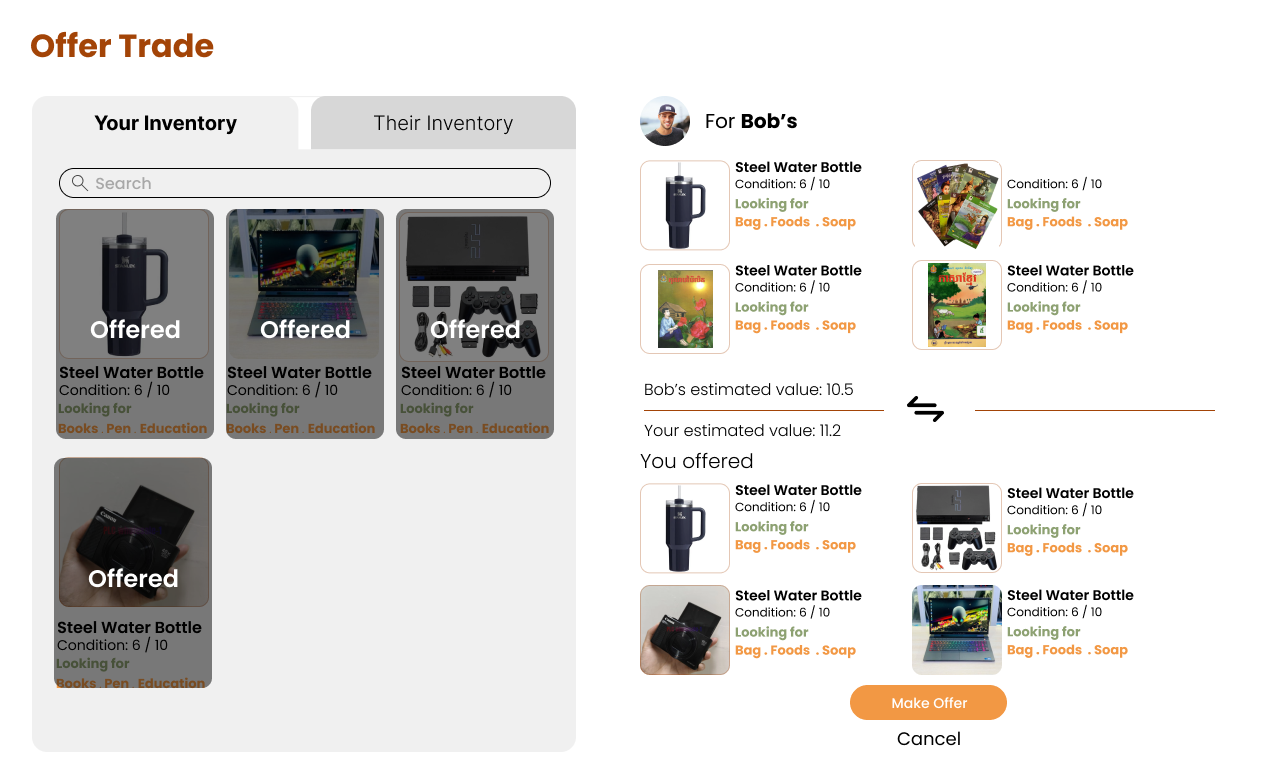 Offer Trade
Your Inventory
Their Inventory
Search
Offered
Steel Water Bottle
Condition: 6 / 10
Looking for
Books . Pen . Education
Offered
Steel Water Bottle
Condition: 6 / 10
Looking for
Books . Pen . Education
Offered
Steel Water Bottle
Condition: 6 / 10
Looking for
Books . Pen . Education
Canon
Offered
Steel Water Bottle
Condition: 6 / 10
Looking for
Books . Pen . Education
For Bob’s
Steel Water Bottle
Condition: 6 / 10
Looking for
Bag . Foods . Soap
Condition: 6 / 10
Looking for
Bag . Foods . Soap
Steel Water Bottle
Condition: 6 / 10
Looking for
Bag . Foods . Soap
Steel Water Bottle
Condition: 6 / 10
Looking for
Bag . Foods . Soap
Bob’s estimated value: 10.5
Your estimated value: 11.2
You offered
Steel Water Bottle
Condition: 6 / 10
Looking for
Bag . Foods . Soap
Steel Water Bottle
Condition: 6 / 10
Looking for
Bag . Foods . Soap
Steel Water Bottle
Condition: 6 / 10
Looking for
Bag . Foods . Soap
Steel Water Bottle
Condition: 6 / 10
Looking for
Bag . Foods . Soap
Make Offer
Cancel